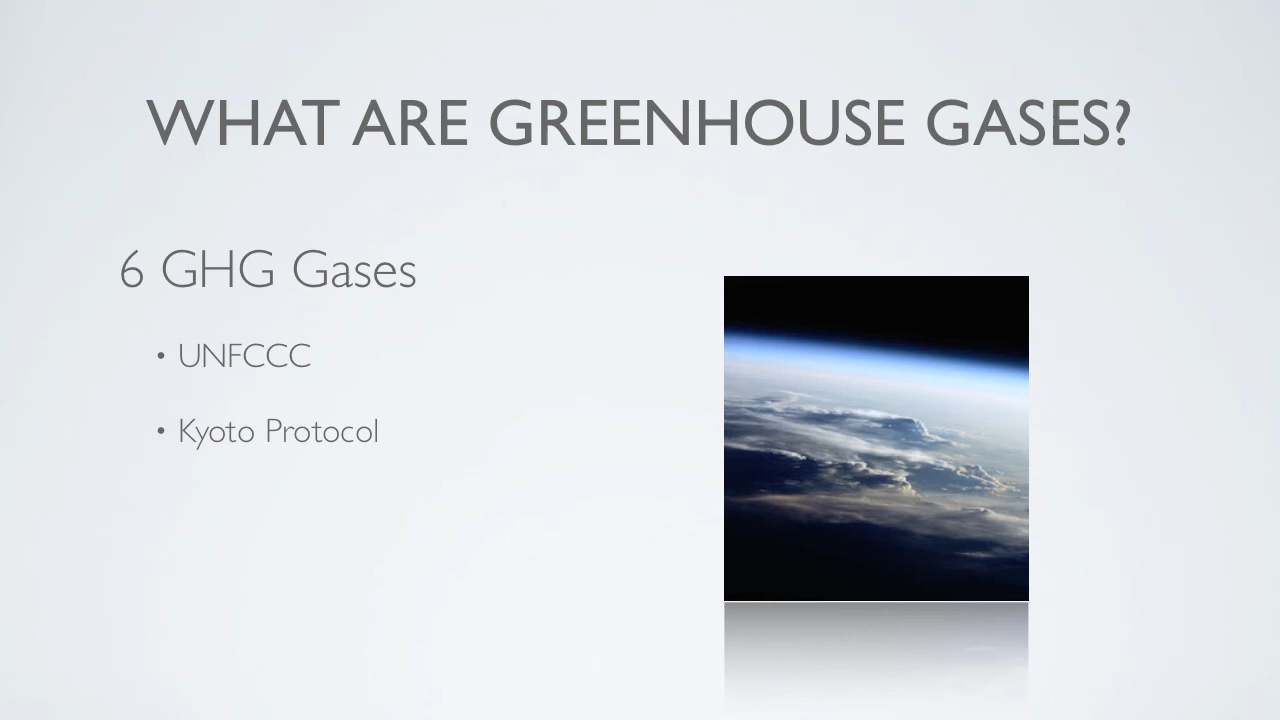 WHAT ARE GREENHOUSE GASES?
6 GHG Gases
• UNFCCC
• Kyoto Protocol